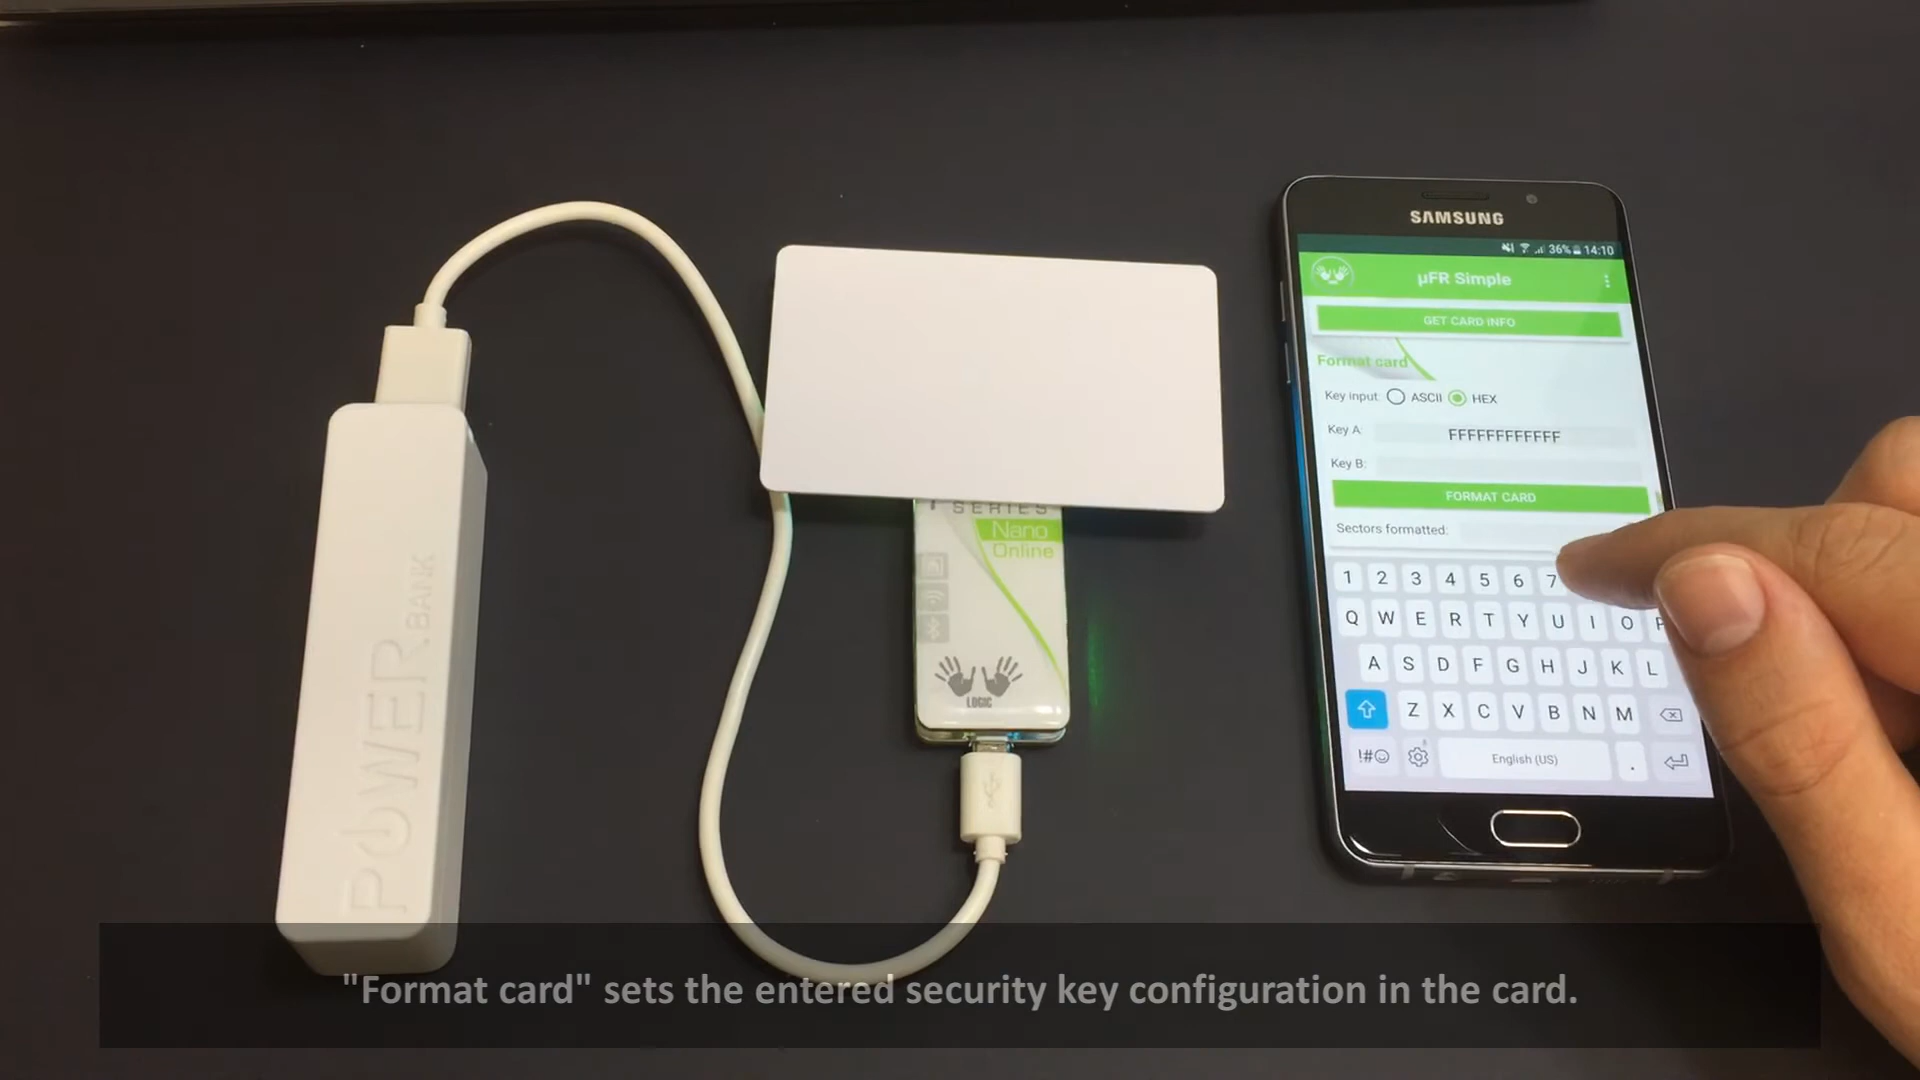 SAMSUNG
36% 14:10
µFR Simple
GET CARD INFO
Format card
Key input: ASCII HEX
Key A: FFFFFFFFFFFF
Key B:
FORMAT CARD
Sectors formatted:
1 2 3 4 5 6 7
Q W E R T Y U I O P
A S D F G H J K L
Z X C V B N M
!#☺ English (US) .
SERIES
Nano
Online
LOGIC
POWER BANK
"Format card" sets the entered security key configuration in the card.